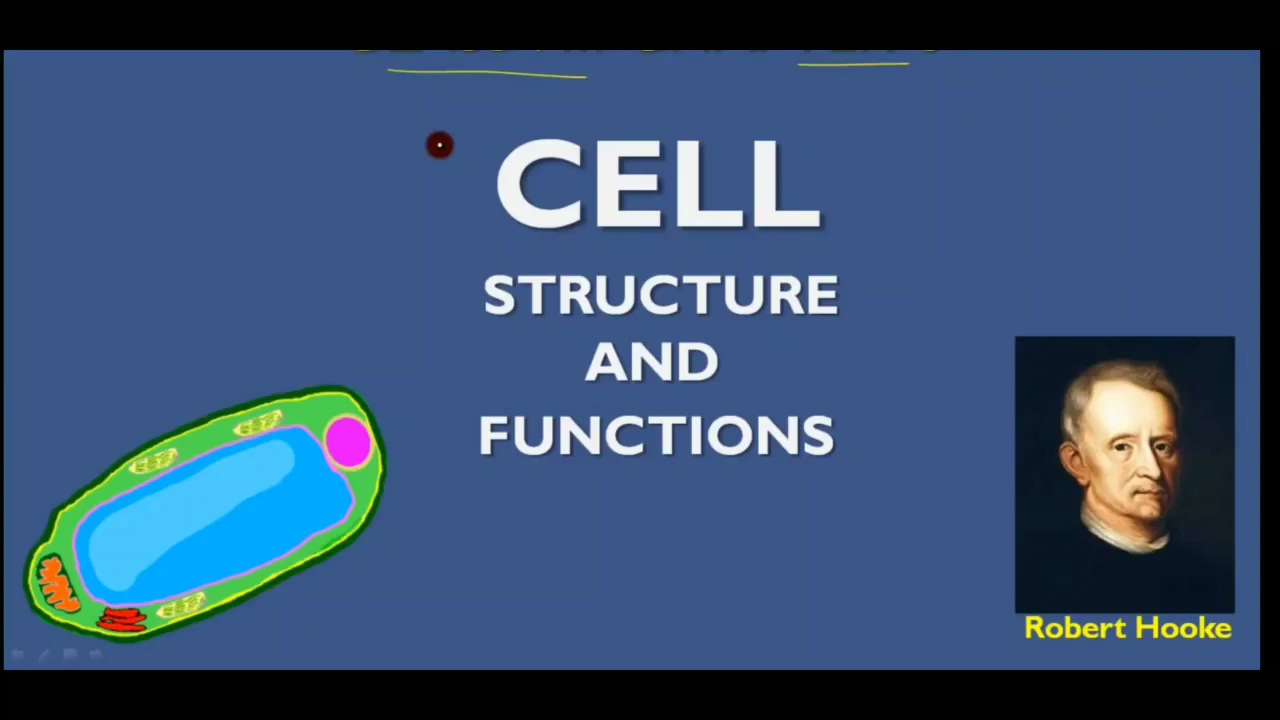 CELL
STRUCTURE
AND
FUNCTIONS
Robert Hooke